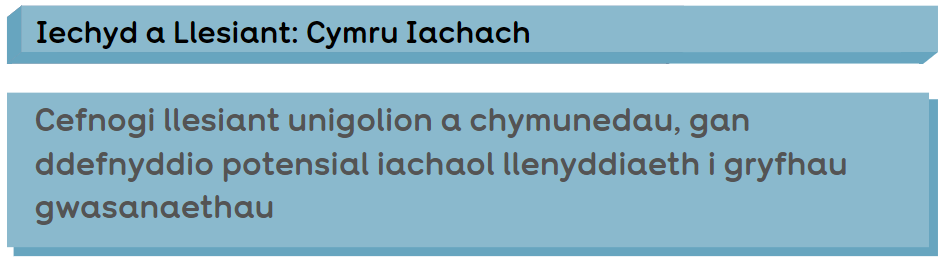 Iechyd a Llesiant: Cymru Iachach
Cefnogi llesiant unigolion a chymunedau, gan
ddefnyddio potensial iachaol llenyddiaeth i gryfhau
gwasanaethau